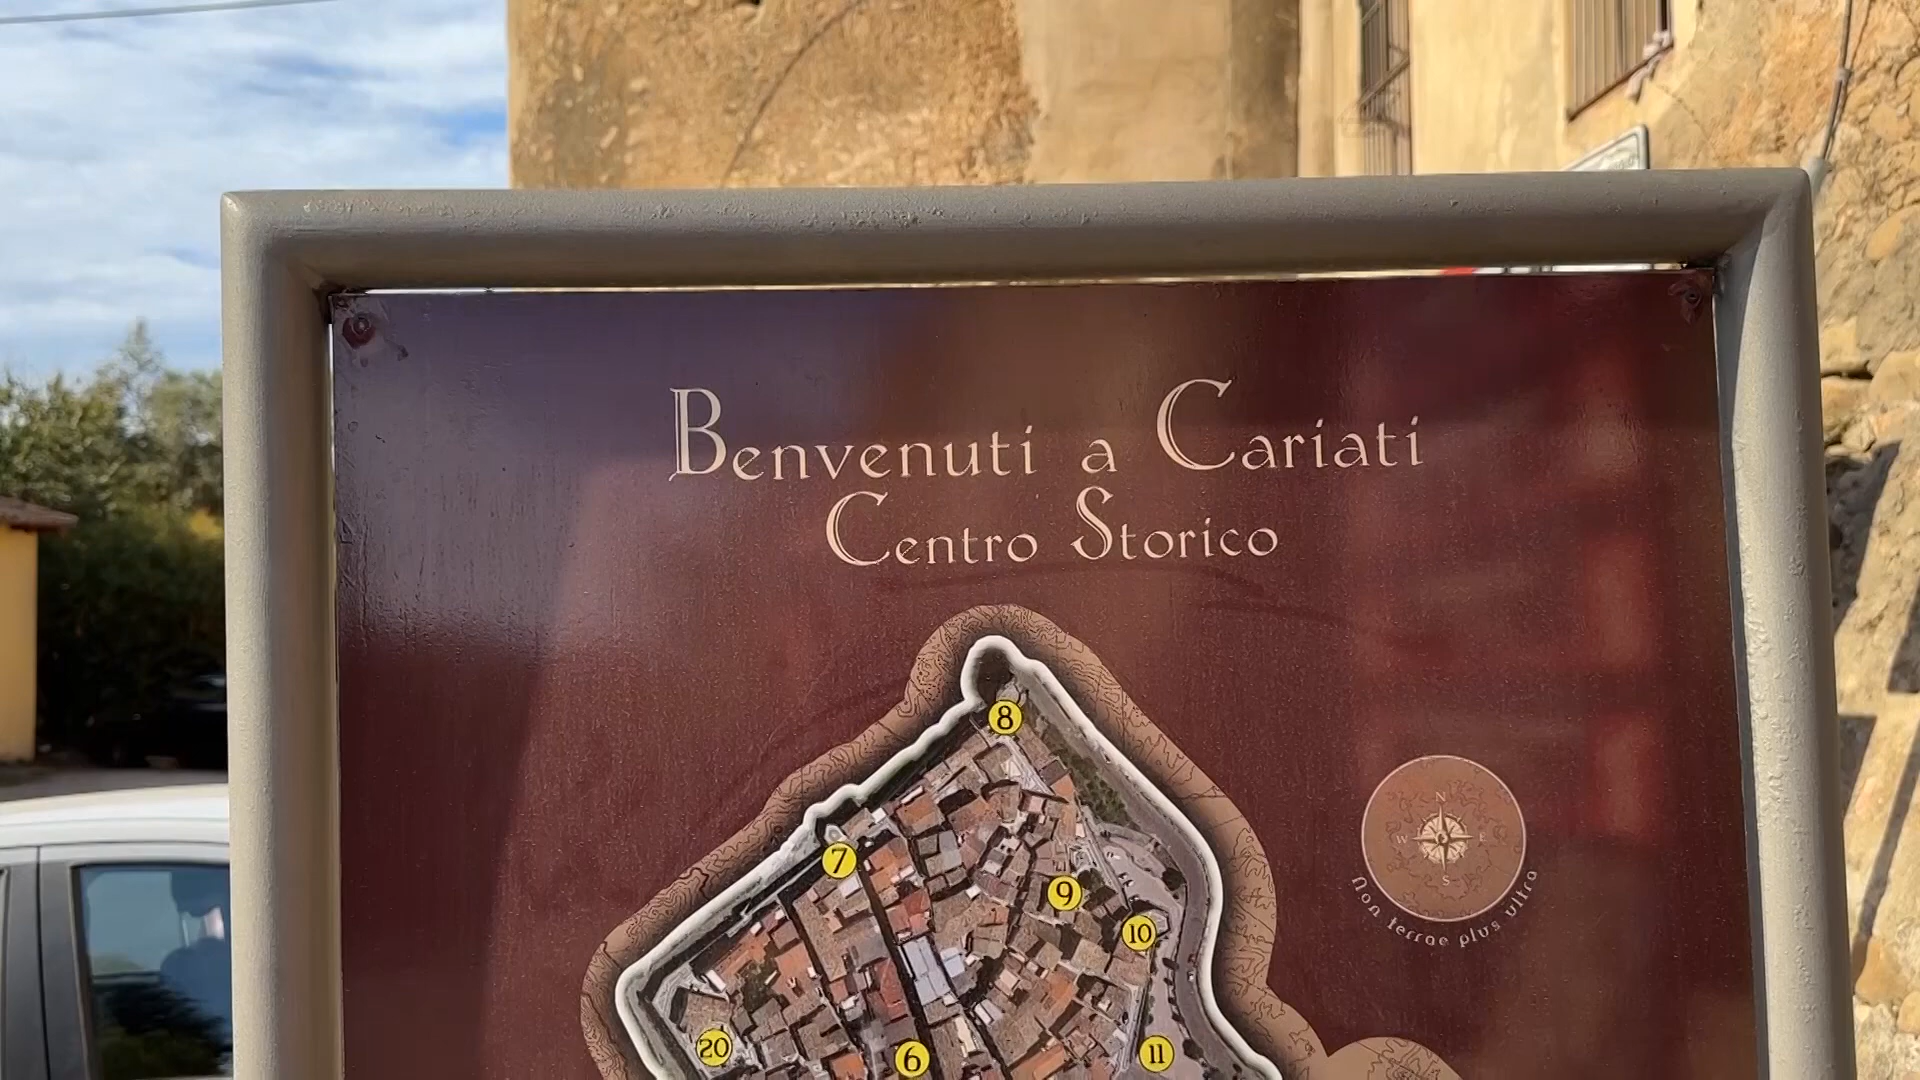 Benvenuti a Cariati
Centro Storico
8
7
9
10
20
6
11
N
W E
S
Non terrae plus ultra